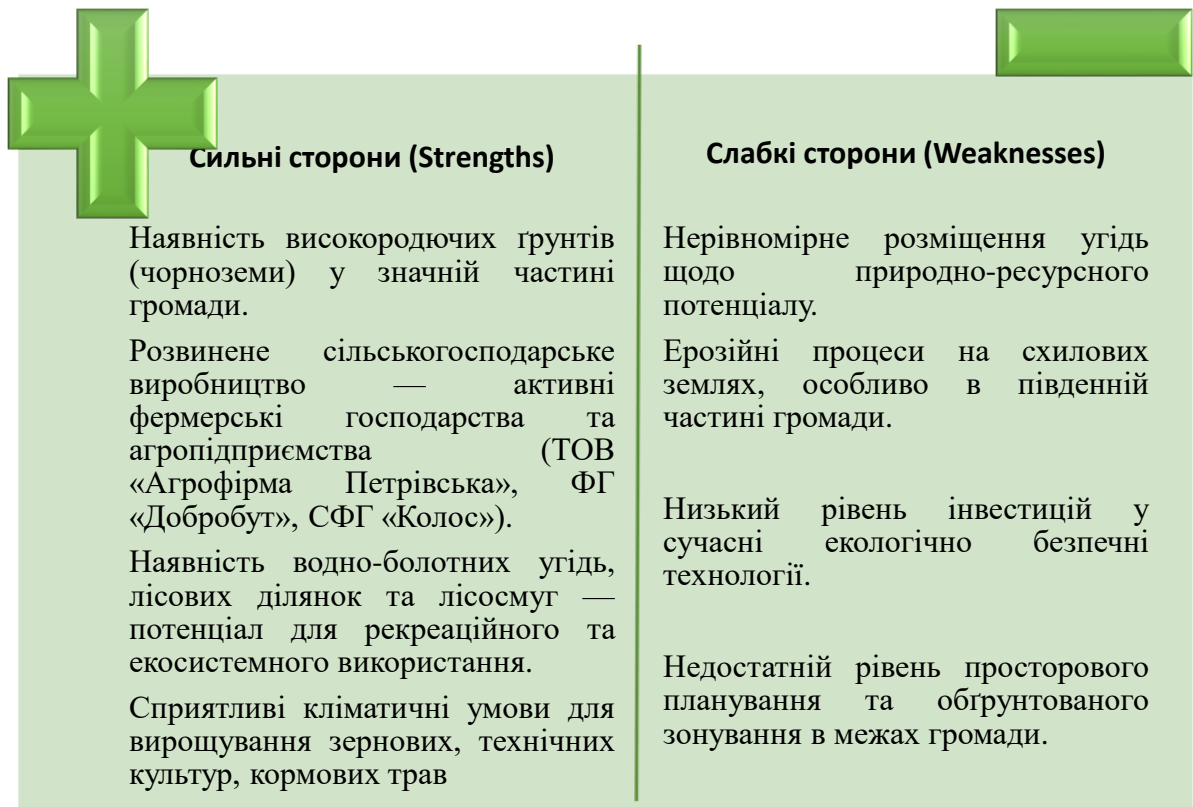 Сильні сторони (Strengths)
Наявність високородючих ґрунтів
(чорноземи) у значній частині
громади.
Розвинене сільськогосподарське
виробництво — активні
фермерські господарства та
агропідприємства (ТОВ
«Агрофірма Петрівська», ФГ
«Добробут», СФГ «Колос»).
Наявність водно-болотних угідь,
лісових ділянок та лісосмуг —
потенціал для рекреаційного та
екосистемного використання.
Сприятливі кліматичні умови для
вирощування зернових, технічних
культур, кормових трав
Слабкі сторони (Weaknesses)
Нерівномірне розміщення угідь
щодо природно-ресурсного
потенціалу.
Ерозійні процеси на схилових
землях, особливо в південній
частині громади.
Низький рівень інвестицій у
сучасні екологічно безпечні
технології.
Недостатній рівень просторового
планування та обґрунтованого
зонування в межах громади.